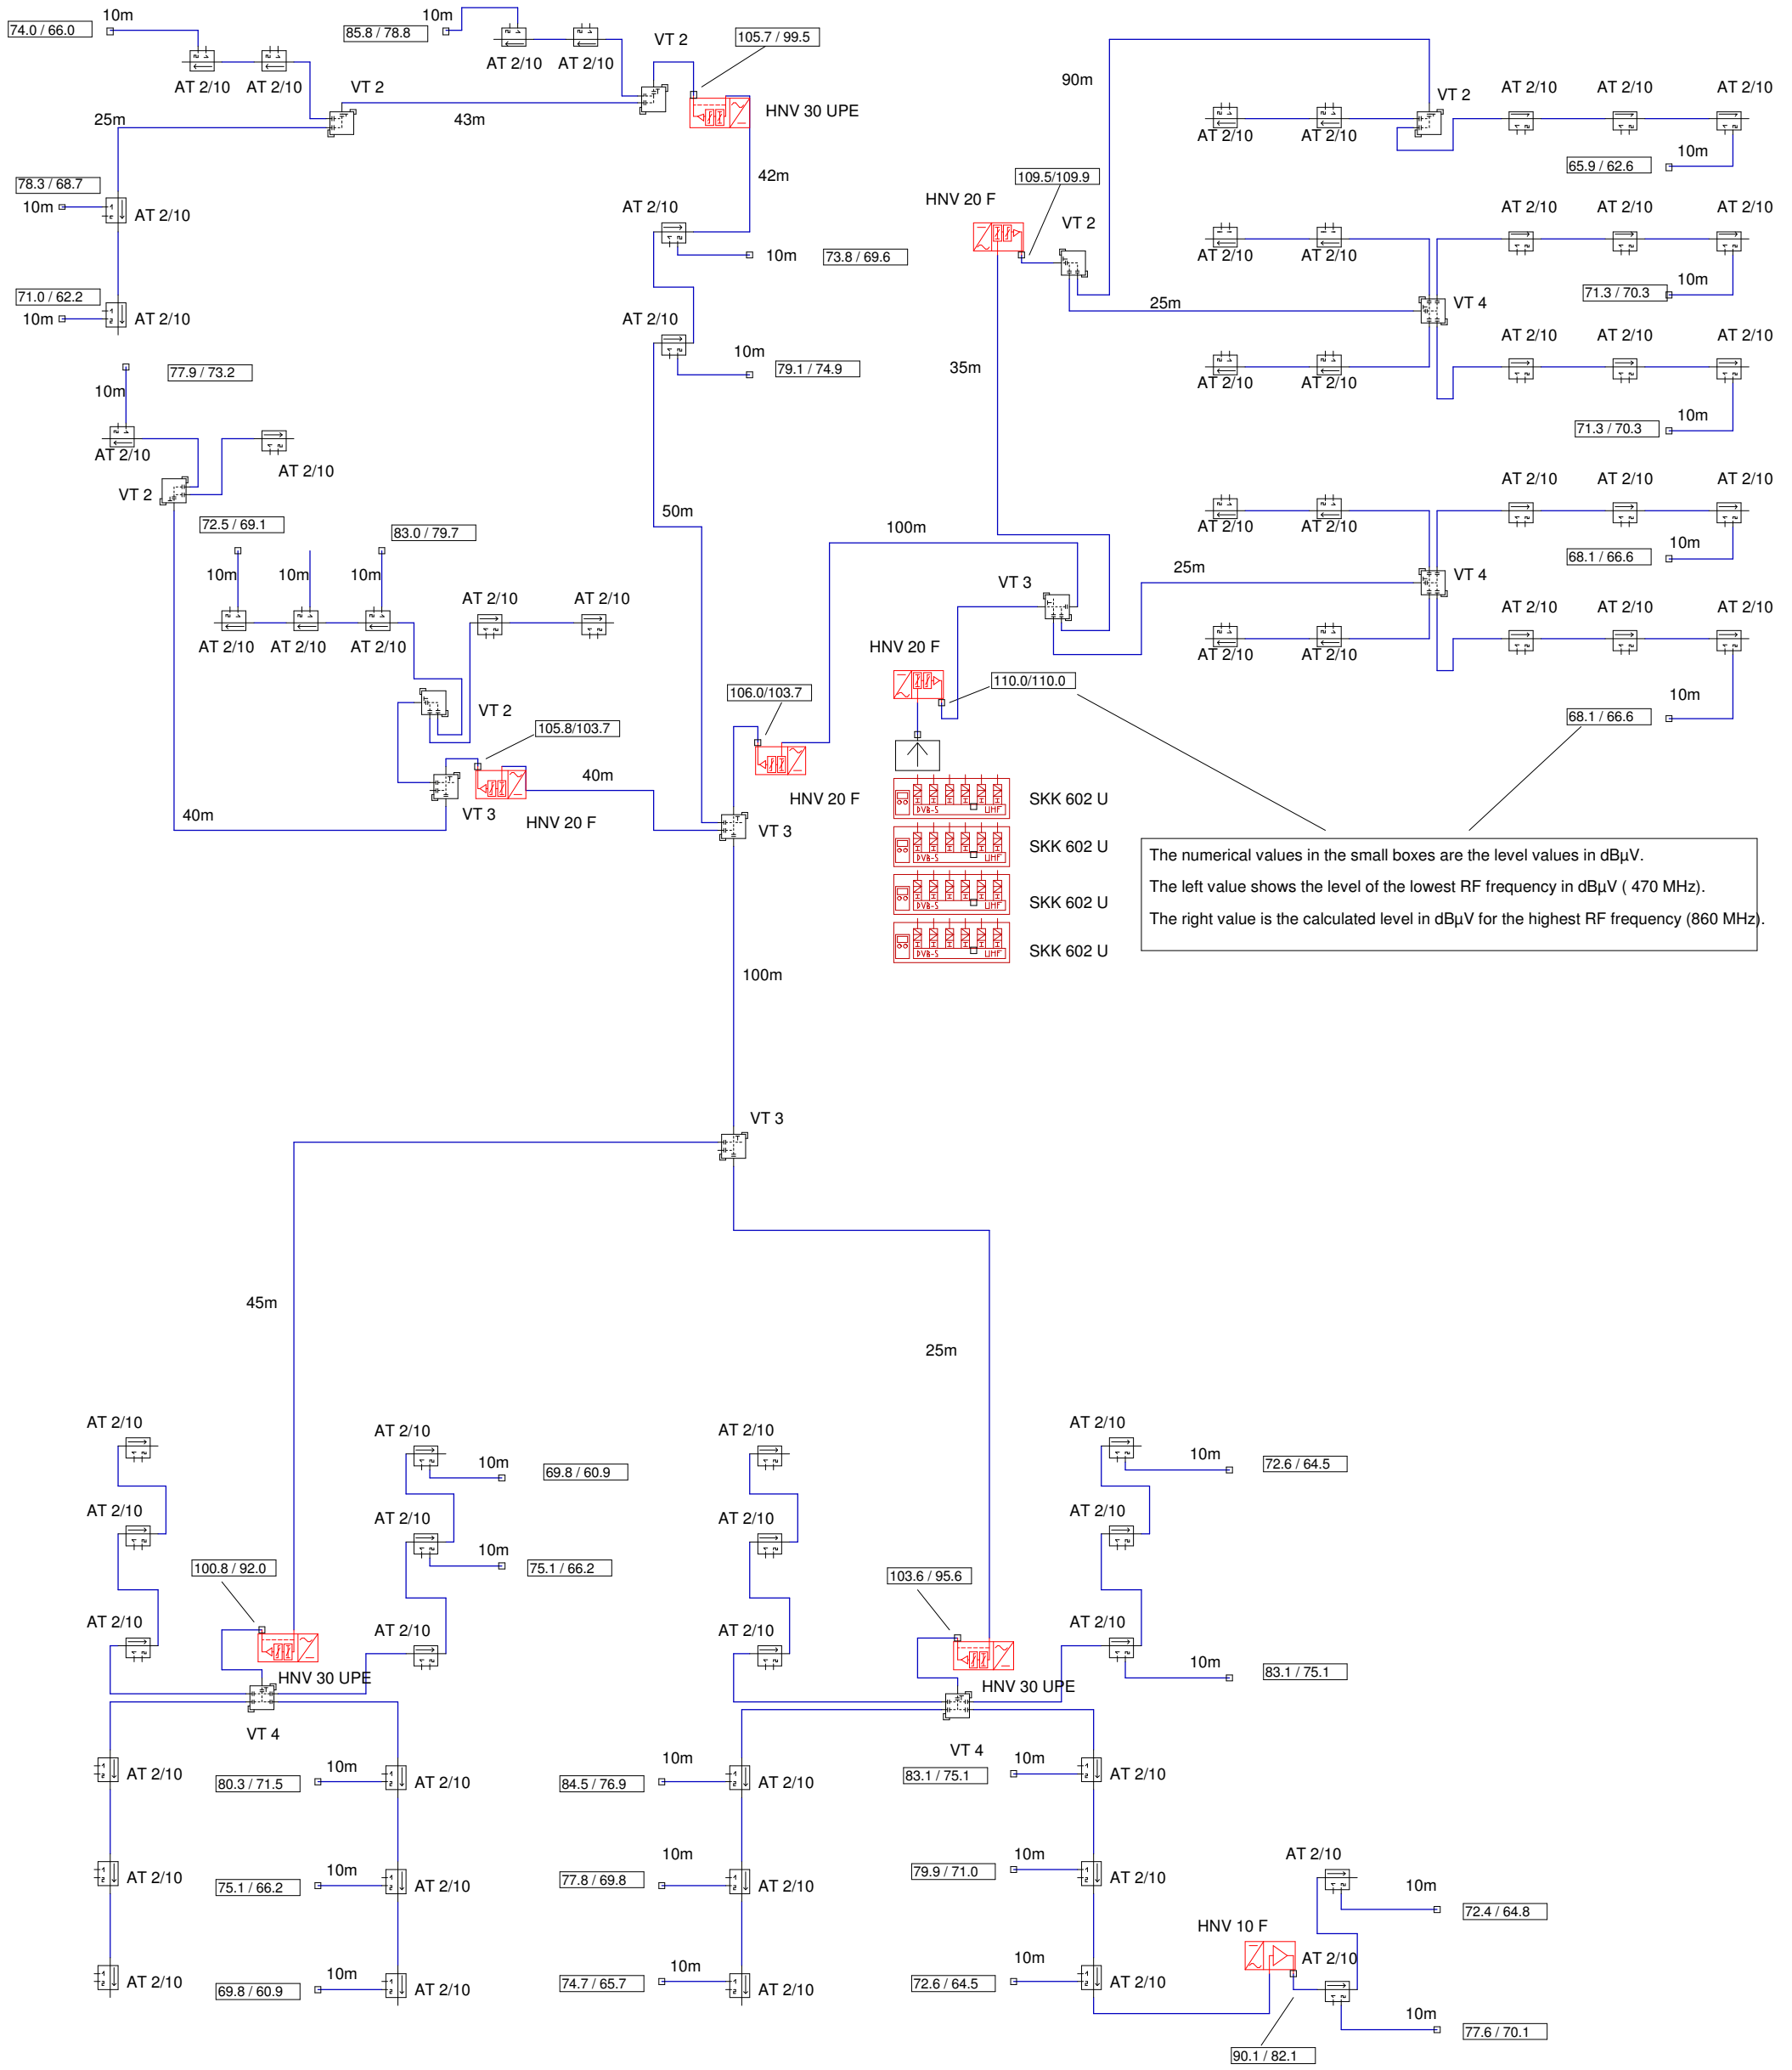 10m
74.0 / 66.0
AT 2/10
AT 2/10
VT 2
10m
85.8 / 78.8
AT 2/10
AT 2/10
VT 2
105.7 / 99.5
HNV 30 UPE
25m
43m
42m
78.3 / 68.7
10m
AT 2/10
71.0 / 62.2
10m
AT 2/10
AT 2/10
10m
73.8 / 69.6
AT 2/10
10m
79.1 / 74.9
90m
VT 2
AT 2/10
AT 2/10
AT 2/10
AT 2/10
AT 2/10
10m
65.9 / 62.6
109.5/109.9
HNV 20 F
VT 2
AT 2/10
AT 2/10
AT 2/10
AT 2/10
AT 2/10
10m
71.3 / 70.3
25m
VT 4
35m
AT 2/10
AT 2/10
AT 2/10
AT 2/10
AT 2/10
10m
71.3 / 70.3
77.9 / 73.2
10m
AT 2/10
AT 2/10
VT 2
72.5 / 69.1
83.0 / 79.7
10m
10m
10m
AT 2/10
AT 2/10
AT 2/10
AT 2/10
AT 2/10
VT 2
105.8/103.7
40m
VT 3
HNV 20 F
40m
50m
100m
106.0/103.7
HNV 20 F
VT 3
VT 3
25m
HNV 20 F
110.0/110.0
AT 2/10
AT 2/10
AT 2/10
AT 2/10
AT 2/10
10m
68.1 / 66.6
VT 4
AT 2/10
AT 2/10
AT 2/10
AT 2/10
AT 2/10
10m
68.1 / 66.6
DVB-S UHF
SKK 602 U
DVB-S UHF
SKK 602 U
DVB-S UHF
SKK 602 U
DVB-S UHF
SKK 602 U
The numerical values in the small boxes are the level values in dBµV.
The left value shows the level of the lowest RF frequency in dBµV ( 470 MHz).
The right value is the calculated level in dBµV for the highest RF frequency (860 MHz).
100m
VT 3
45m
25m
AT 2/10
AT 2/10
AT 2/10
AT 2/10
10m
69.8 / 60.9
AT 2/10
10m
75.1 / 66.2
100.8 / 92.0
HNV 30 UPE
VT 4
AT 2/10
AT 2/10
AT 2/10
10m
72.6 / 64.5
AT 2/10
AT 2/10
103.6 / 95.6
AT 2/10
10m
83.1 / 75.1
HNV 30 UPE
VT 4
AT 2/10
80.3 / 71.5
10m
AT 2/10
84.5 / 76.9
10m
AT 2/10
83.1 / 75.1
10m
AT 2/10
AT 2/10
75.1 / 66.2
10m
AT 2/10
77.8 / 69.8
10m
AT 2/10
79.9 / 71.0
10m
AT 2/10
AT 2/10
69.8 / 60.9
10m
AT 2/10
74.7 / 65.7
10m
AT 2/10
72.6 / 64.5
10m
AT 2/10
AT 2/10
10m
72.4 / 64.8
HNV 10 F
AT 2/10
10m
77.6 / 70.1
90.1 / 82.1